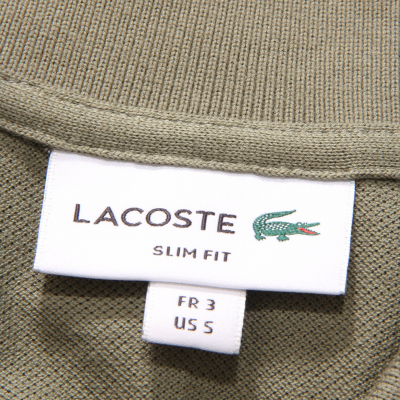 LACOSTE
SLIM FIT
FR 3
US S